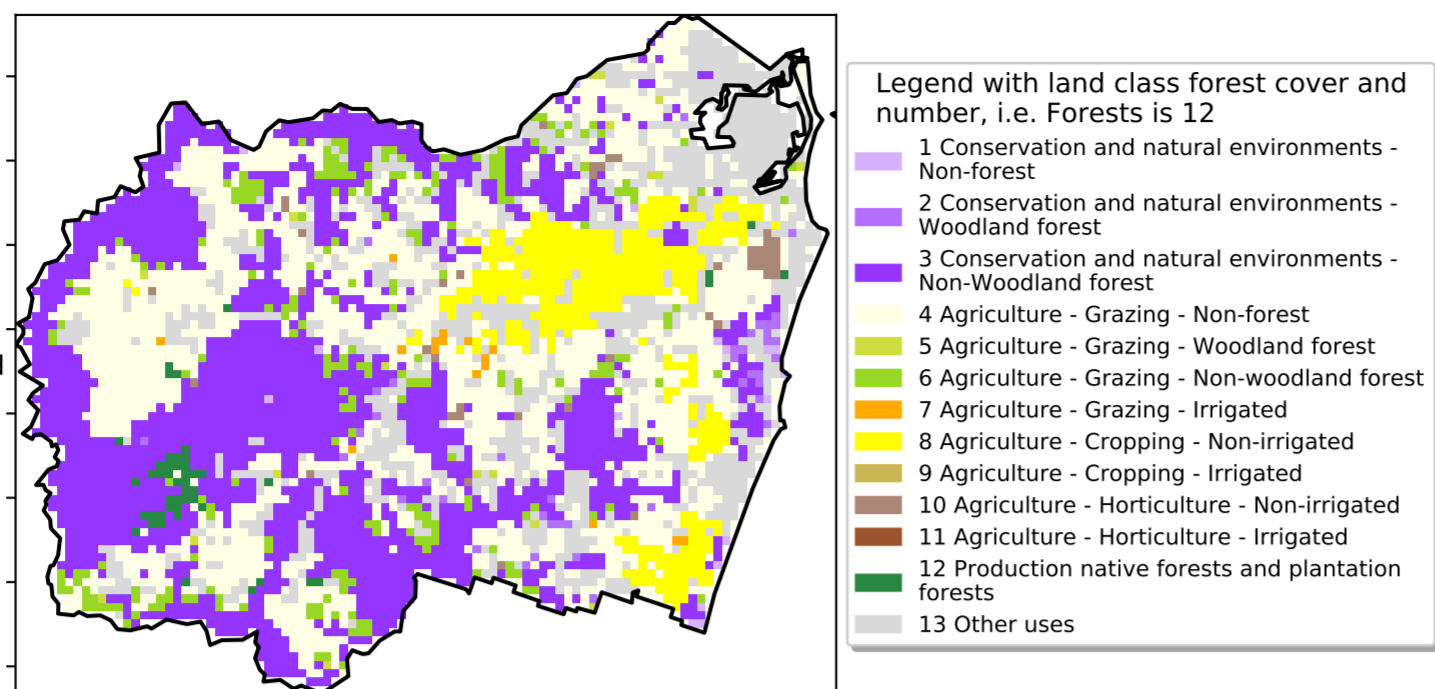 Legend with land class forest cover and
number, i.e. Forests is 12
1 Conservation and natural environments -
Non-forest
2 Conservation and natural environments -
Woodland forest
3 Conservation and natural environments -
Non-Woodland forest
4 Agriculture - Grazing - Non-forest
5 Agriculture - Grazing - Woodland forest
6 Agriculture - Grazing - Non-woodland forest
7 Agriculture - Grazing - Irrigated
8 Agriculture - Cropping - Non-irrigated
9 Agriculture - Cropping - Irrigated
10 Agriculture - Horticulture - Non-irrigated
11 Agriculture - Horticulture - Irrigated
12 Production native forests and plantation
forests
13 Other uses